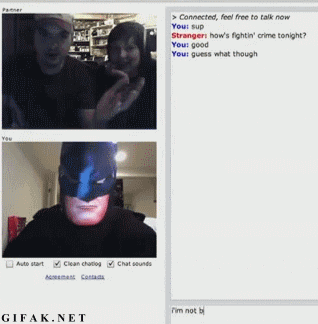 Partner
> Connected, feel free to talk now
You: sup
Stranger: how's fightin' crime tonight?
You: good
You: guess what though
You
Auto start
Check chatlog
Chat sounds
Agreement Contacts
i'm not b
GIFAK.NET